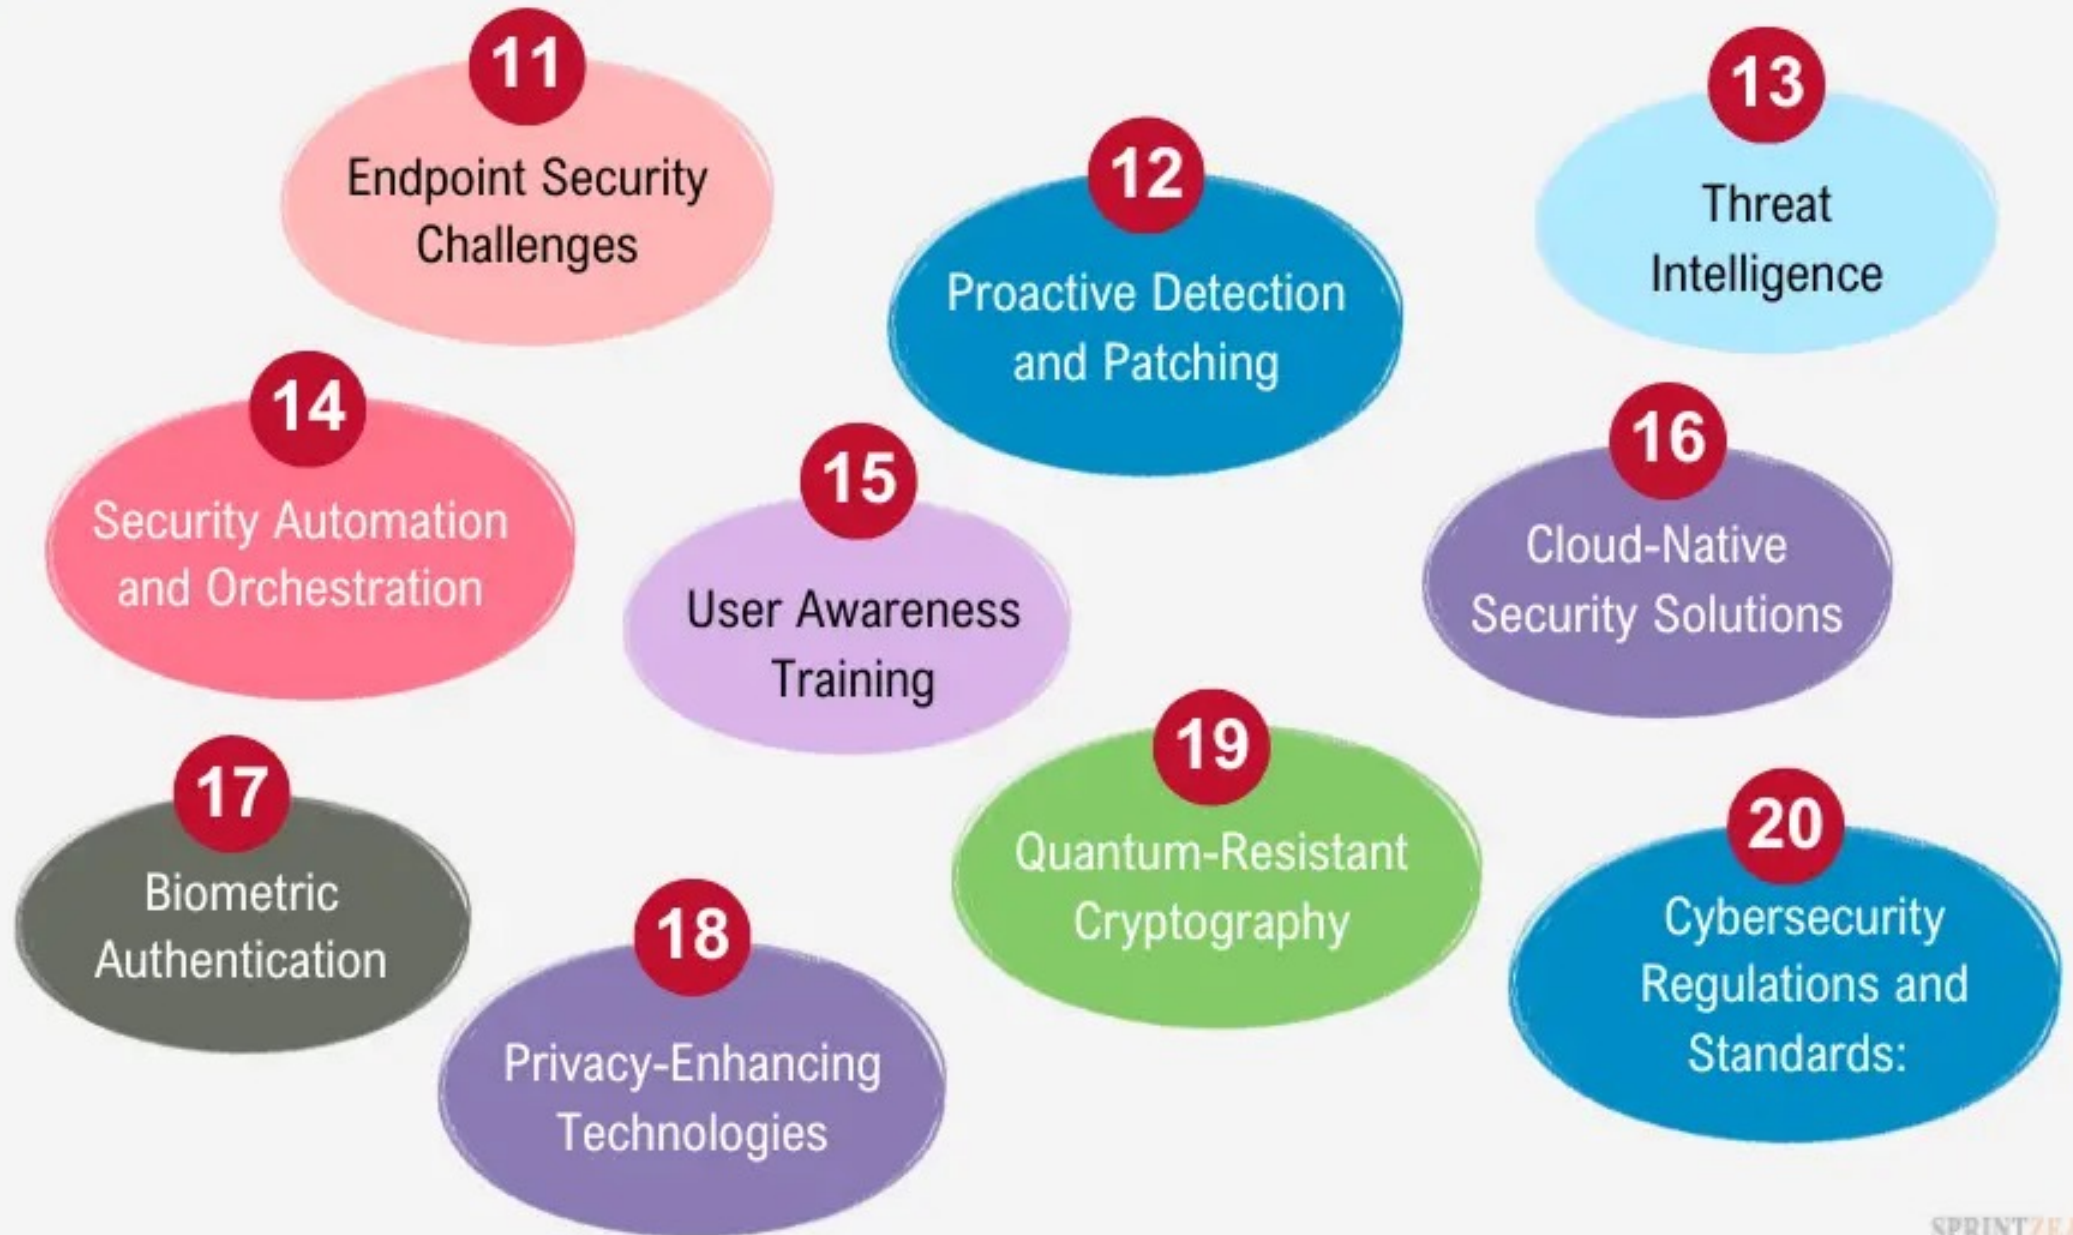 11
Endpoint Security
Challenges
12
Proactive Detection
and Patching
13
Threat
Intelligence
14
Security Automation
and Orchestration
15
User Awareness
Training
16
Cloud-Native
Security Solutions
17
Biometric
Authentication
18
Privacy-Enhancing
Technologies
19
Quantum-Resistant
Cryptography
20
Cybersecurity
Regulations and
Standards: